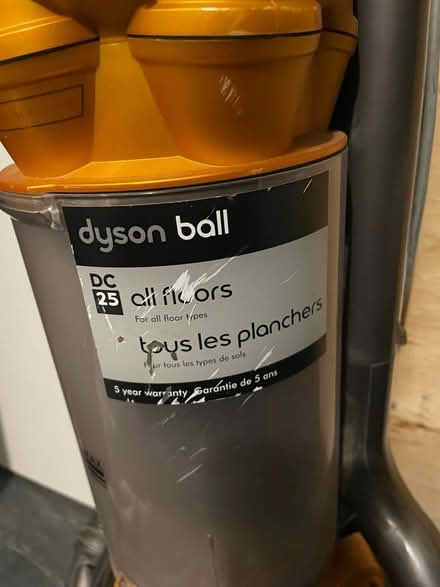 dyson ball
DC
25
all floors
For all floor types
tous les planchers
Pour tous les types de sols
5 year warranty Garantie de 5 ans